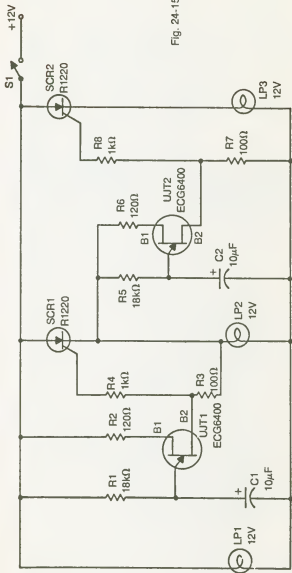 S1
+12V
SCR1
R1220
SCR2
R1220
R1
18kΩ
R2
120Ω
R4
1kΩ
B1
B2
UJT1
ECG6400
R3
100Ω
C1
10µF
+
LP1
12V
R5
18kΩ
R6
120Ω
B1
B2
UJT2
ECG6400
C2
10µF
+
LP2
12V
R8
1kΩ
R7
100Ω
LP3
12V
Fig. 24-15